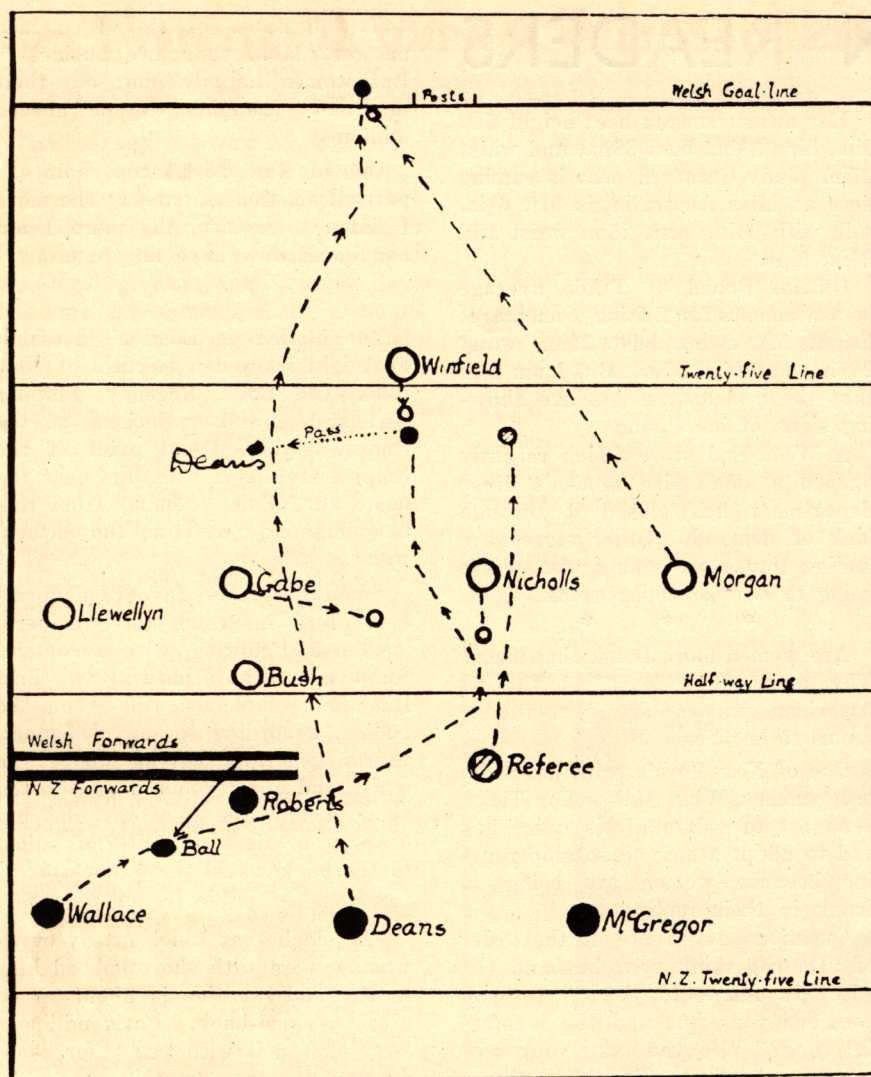 READERS
Posts
Welsh Goal-line
Winfield
Twenty-five Line
Pass
Deans
Gabe
Nicholls
Morgan
Llewellyn
Bush
Half-way Line
Welsh Forwards
N Z Forwards
Referee
Roberts
Ball
Wallace
Deans
McGregor
N.Z. Twenty-five Line